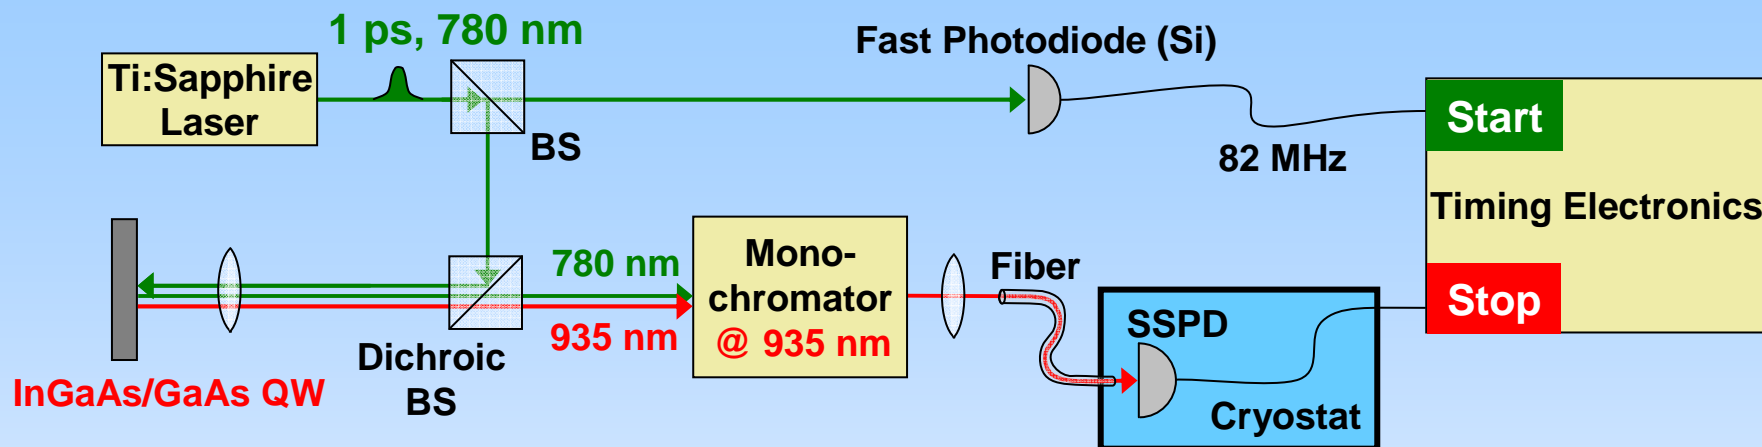 1 ps, 780 nm
Ti:Sapphire
Laser
BS
Fast Photodiode (Si)
82 MHz
Start
Timing Electronics
Stop
InGaAs/GaAs QW
Dichroic
BS
780 nm
935 nm
Mono-
chromator
@ 935 nm
Fiber
SSPD
Cryostat